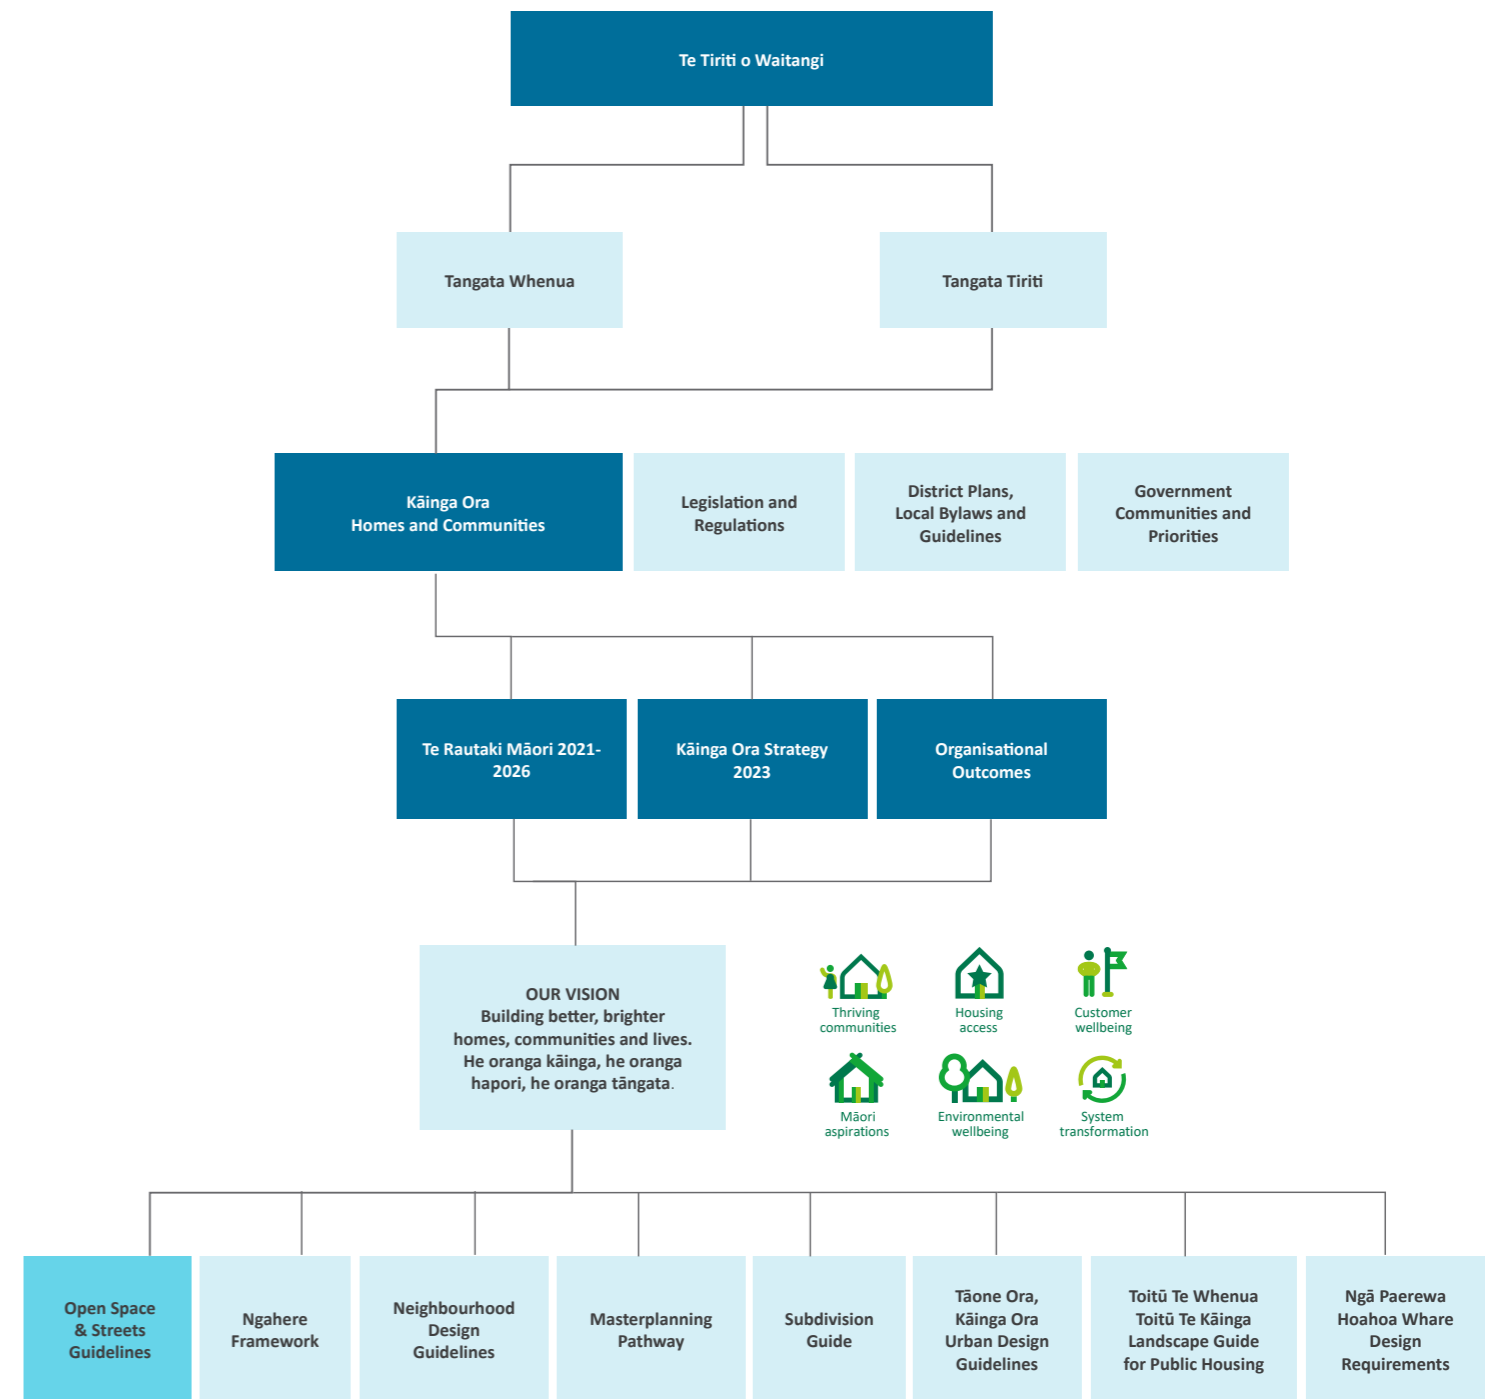 Te Tiriti o Waitangi
Tangata Whenua
Tangata Tiriti
Kāinga Ora
Homes and Communities
Legislation and
Regulations
District Plans,
Local Bylaws and
Guidelines
Government
Communities and
Priorities
Te Rautaki Māori 2021-
2026
Kāinga Ora Strategy
2023
Organisational
Outcomes
OUR VISION
Building better, brighter
homes, communities and lives.
He oranga kāinga, he oranga
hapori, he oranga tāngata.
Thriving
communities
Housing
access
Customer
wellbeing
Māori
aspirations
Environmental
wellbeing
System
transformation
Open Space
& Streets
Guidelines
Ngahere
Framework
Neighbourhood
Design
Guidelines
Masterplanning
Pathway
Subdivision
Guide
Tāone Ora,
Kāinga Ora
Urban Design
Guidelines
Toitū Te Whenua
Toitū Te Kāinga
Landscape Guide
for Public Housing
Ngā Paerewa
Hoahoa Whare
Design
Requirements